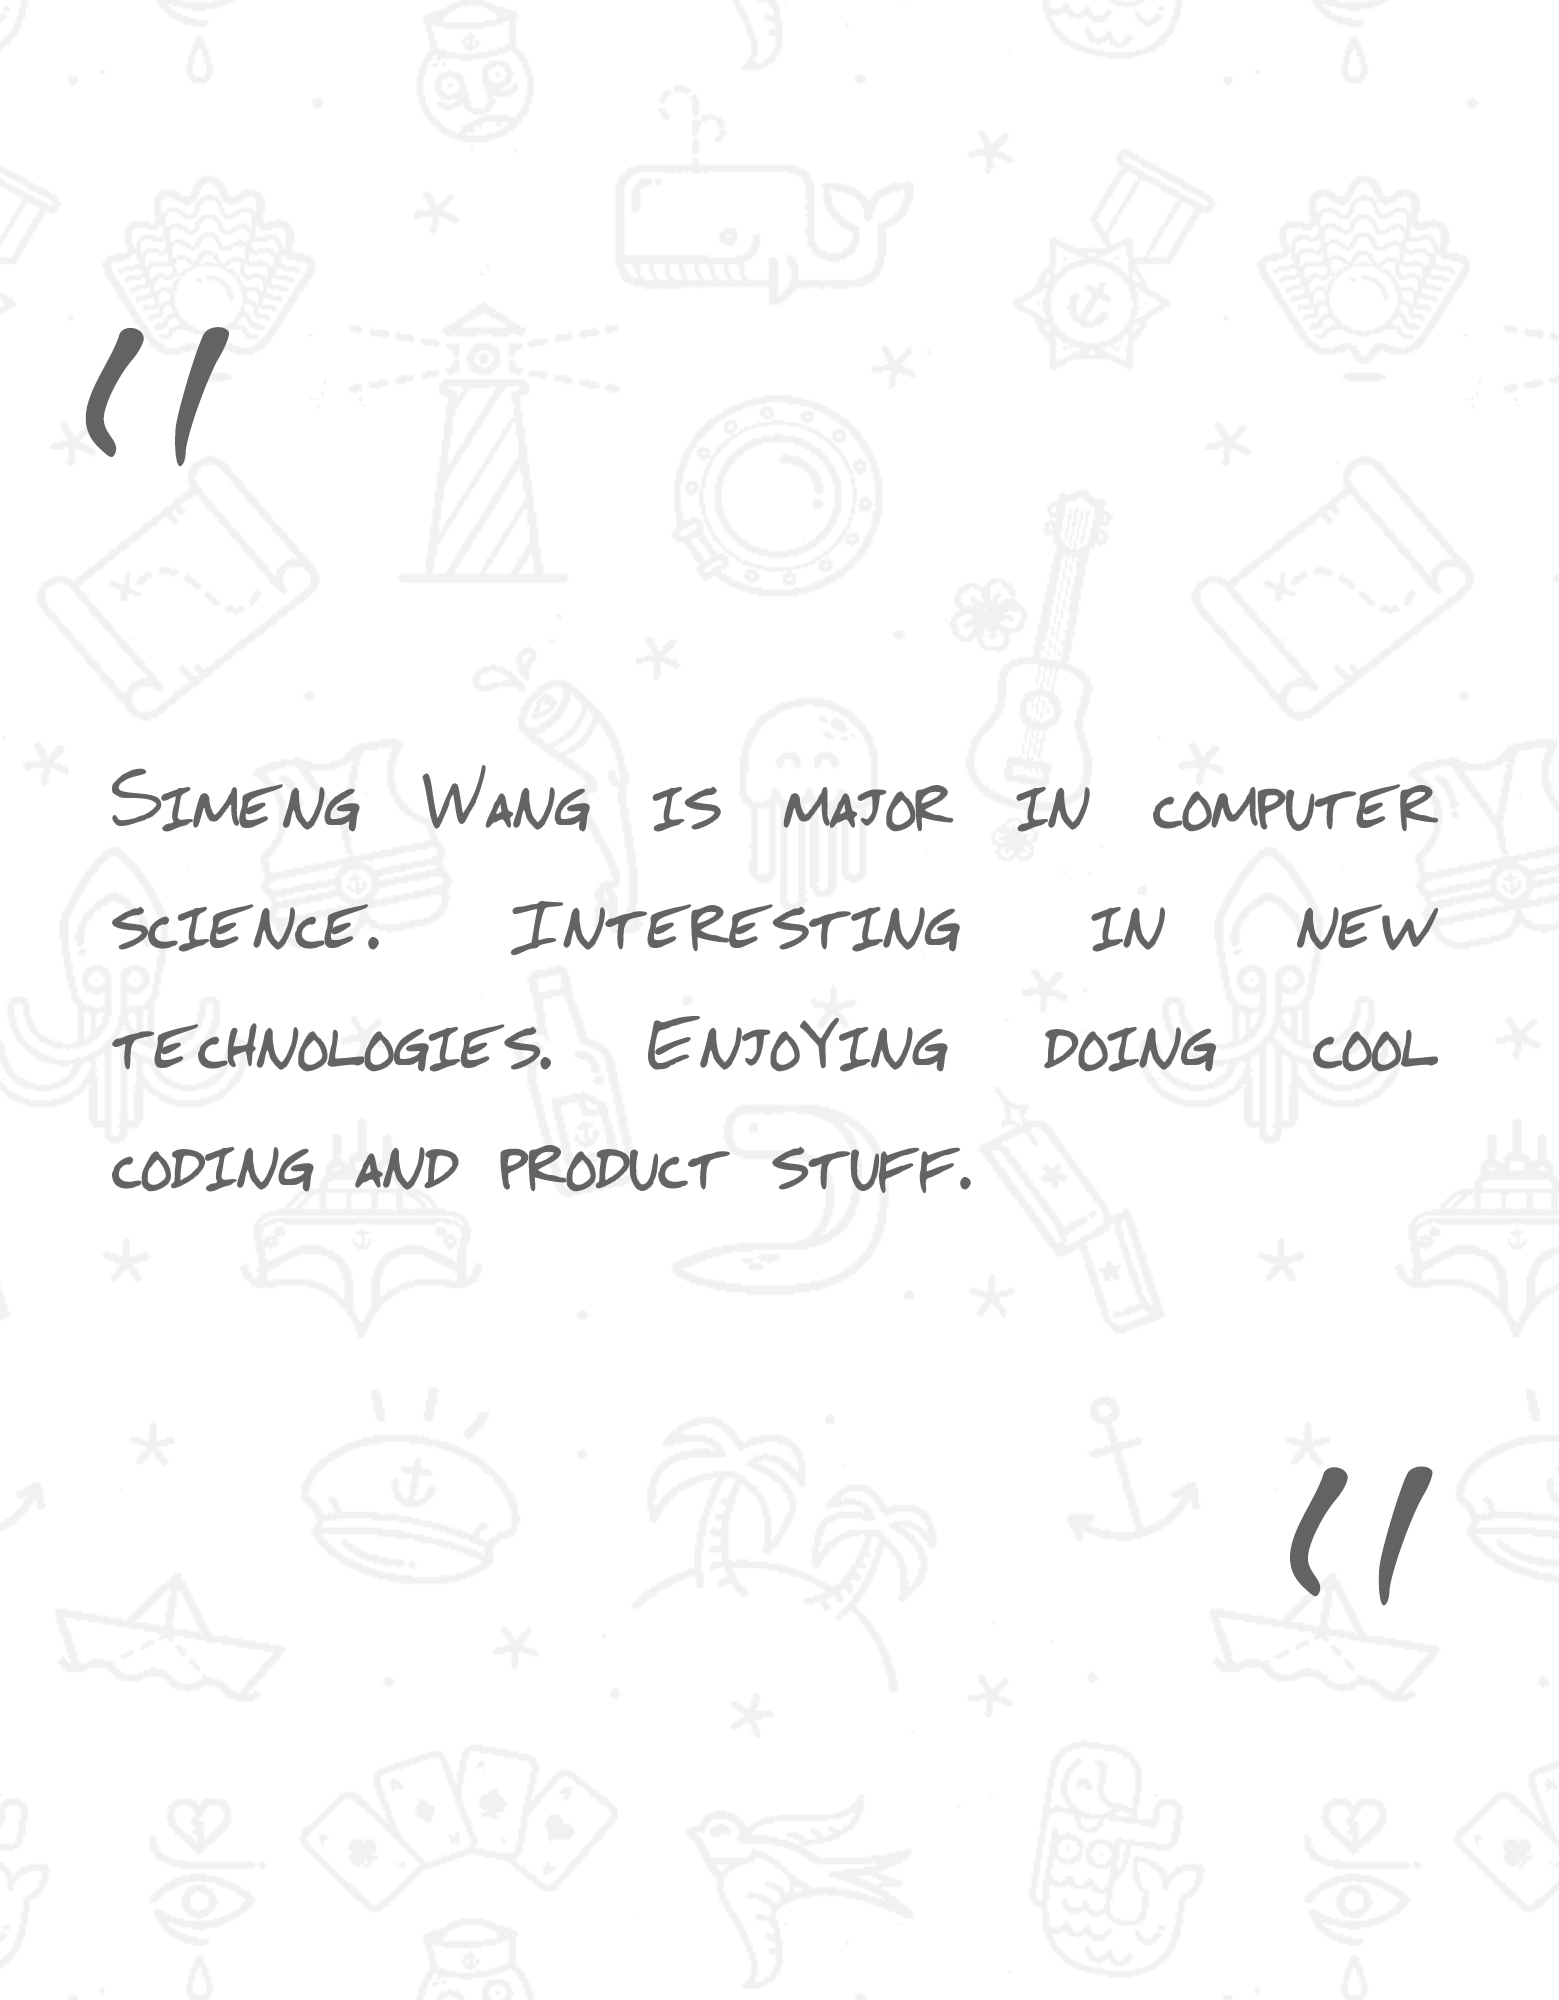 "
Simeng Wang is major in computer
science. Interesting in new
technologies. Enjoying doing cool
coding and product stuff.
"